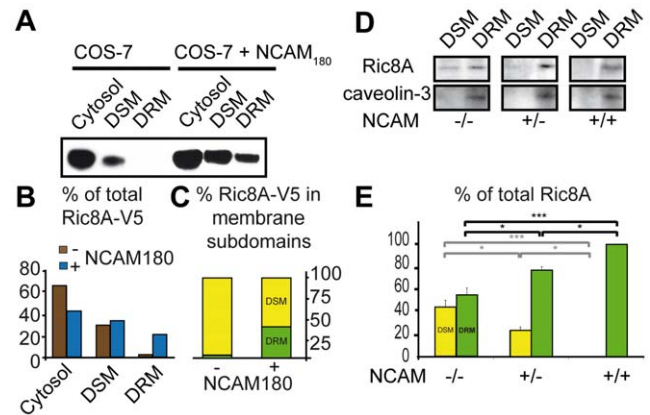 A
COS-7
COS-7 + NCAM180
Cytosol
DSM
DRM
Cytosol
DSM
DRM
B
% of total
Ric8A-V5
-
+
NCAM180
80
60
40
20
0
Cytosol
DSM
DRM
C
% Ric8A-V5 in
membrane
subdomains
DSM
DRM
100
75
50
25
- +
NCAM180
D
DSM
DRM
DSM
DRM
DSM
DRM
Ric8A
caveolin-3
NCAM -/- +/- +/+
E
% of total Ric8A
***
* *
***
* *
100
80
60
40
20
0
DSM DRM
NCAM -/- +/- +/+